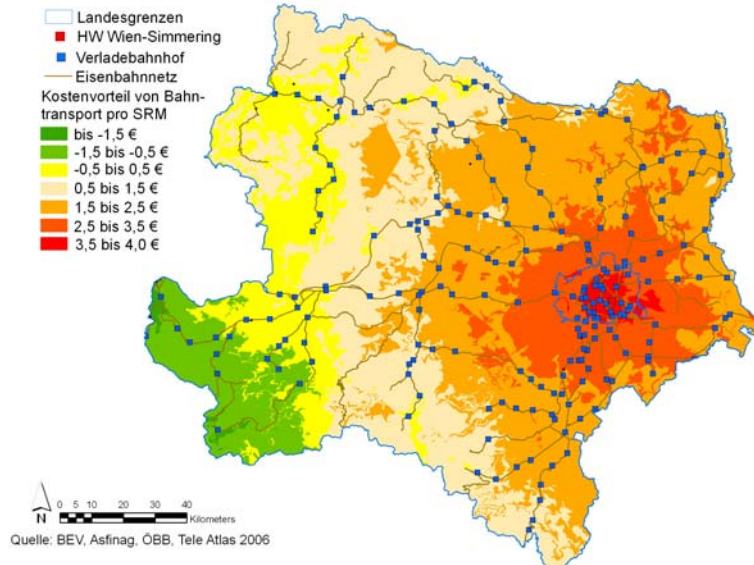 Landesgrenzen
HW Wien-Simmering
Verladebahnhof
Eisenbahnnetz
Kostenvorteil von Bahn-
transport pro SRM
bis -1,5 €
-1,5 bis -0,5 €
-0,5 bis 0,5 €
0,5 bis 1,5 €
1,5 bis 2,5 €
2,5 bis 3,5 €
3,5 bis 4,0 €
N
0 5 10 20 30 40
Kilometers
Quelle: BEV, Asfinag, ÖBB, Tele Atlas 2006